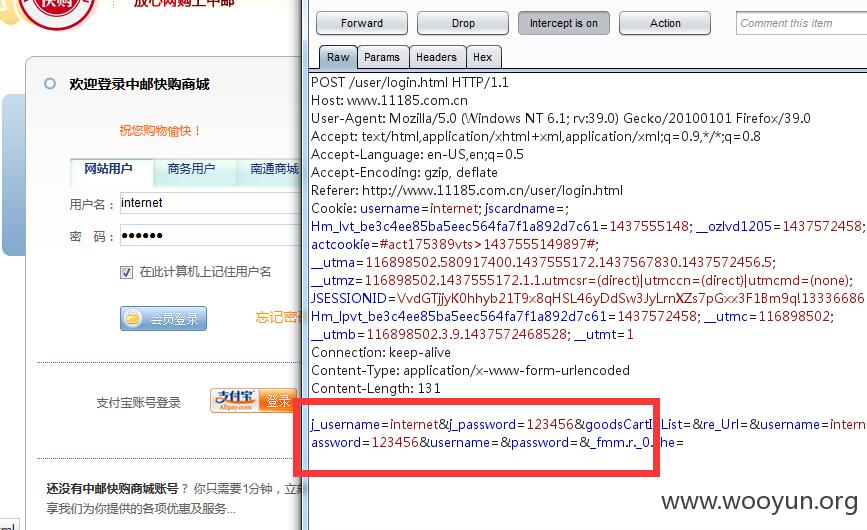 快购
放心网购上中邮
欢迎登录中邮快购商城
祝您购物愉快！
网站用户 商务用户 南通商城
用户名： internet
密 码： ••••••
在此计算机上记住用户名
会员登录 忘记密
支付宝账号登录 支付宝 Alipay.com 登录
还没有中邮快购商城账号？ 你只需要1分钟，立
享我们为你提供的各项优惠及服务...
Forward Drop Intercept is on Action Comment this item
Raw Params Headers Hex
POST /user/login.html HTTP/1.1
Host: www.11185.com.cn
User-Agent: Mozilla/5.0 (Windows NT 6.1; rv:39.0) Gecko/20100101 Firefox/39.0
Accept: text/html,application/xhtml+xml,application/xml;q=0.9,*/*;q=0.8
Accept-Language: en-US,en;q=0.5
Accept-Encoding: gzip, deflate
Referer: http://www.11185.com.cn/user/login.html
Cookie: username=internet; jscardname=;
Hm_lvt_be3c4ee85ba5eec564fa7f1a892d7c61=1437555148; __ozlvd1205=1437572458;
actcookie=#act175389vts>1437555149897#;
__utma=116898502.580917400.1437555172.1437567830.1437572456.5;
__utmz=116898502.1437555172.1.1.utmcsr=(direct)|utmccn=(direct)|utmcmd=(none);
JSESSIONID=VvdGTjjyK0hhyb21T9x8qHSL46yDdSw3JyLrnXZs7pGxx3F1Bm9q!13336686
Hm_lpvt_be3c4ee85ba5eec564fa7f1a892d7c61=1437572458; __utmc=116898502;
__utmb=116898502.3.9.1437572468528; __utmt=1
Connection: keep-alive
Content-Type: application/x-www-form-urlencoded
Content-Length: 131
j_username=internet&j_password=123456&goodsCartI List=&re_Url=&username=intern
assword=123456&username=&password=&_fmm.r._0. he=
www.wooyun.org